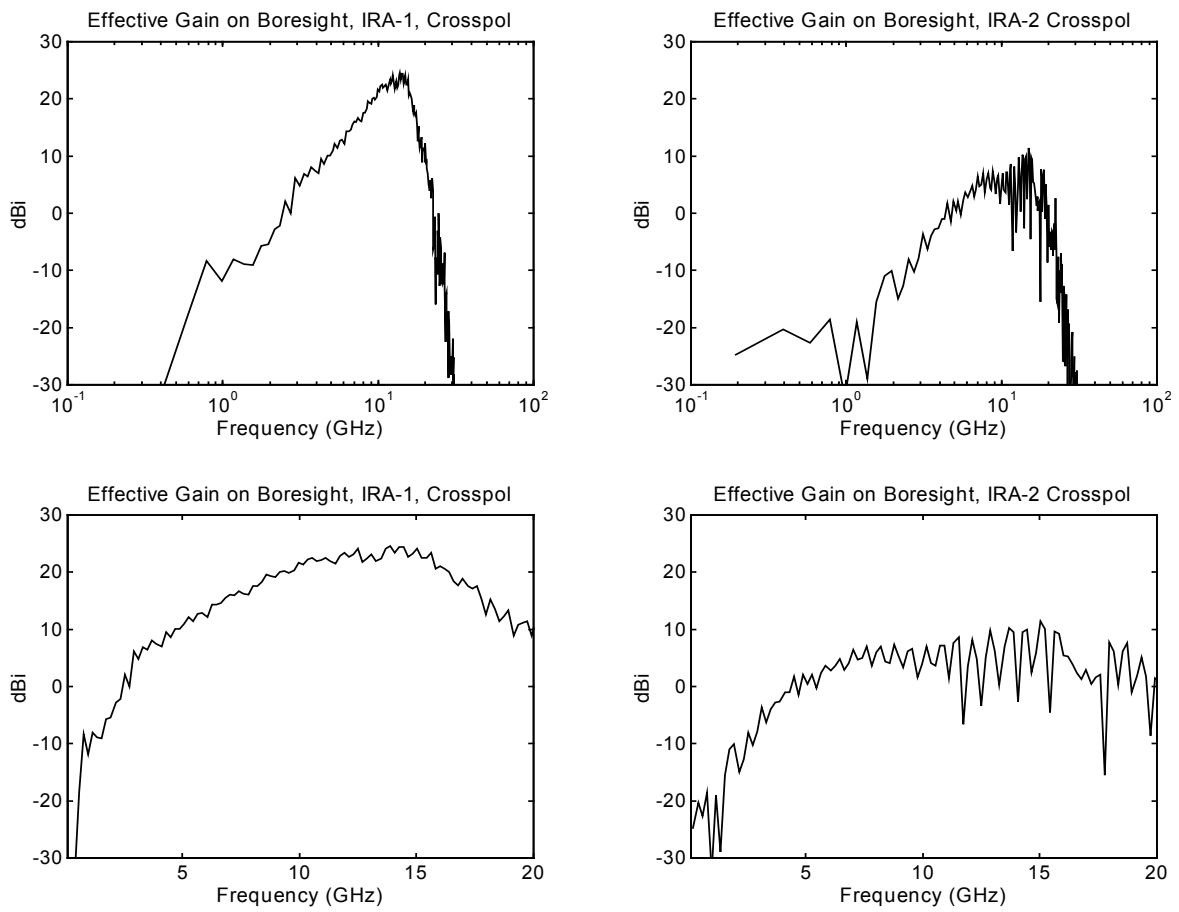 Effective Gain on Boresight, IRA-1, Crosspol
30
20
10
0
-10
-20
-30
dBi
10^-1 10^0 10^1 10^2
Frequency (GHz)
Effective Gain on Boresight, IRA-2 Crosspol
30
20
10
0
-10
-20
-30
dBi
10^-1 10^0 10^1 10^2
Frequency (GHz)
Effective Gain on Boresight, IRA-1, Crosspol
30
20
10
0
-10
-20
-30
dBi
5 10 15 20
Frequency (GHz)
Effective Gain on Boresight, IRA-2 Crosspol
30
20
10
0
-10
-20
-30
dBi
5 10 15 20
Frequency (GHz)